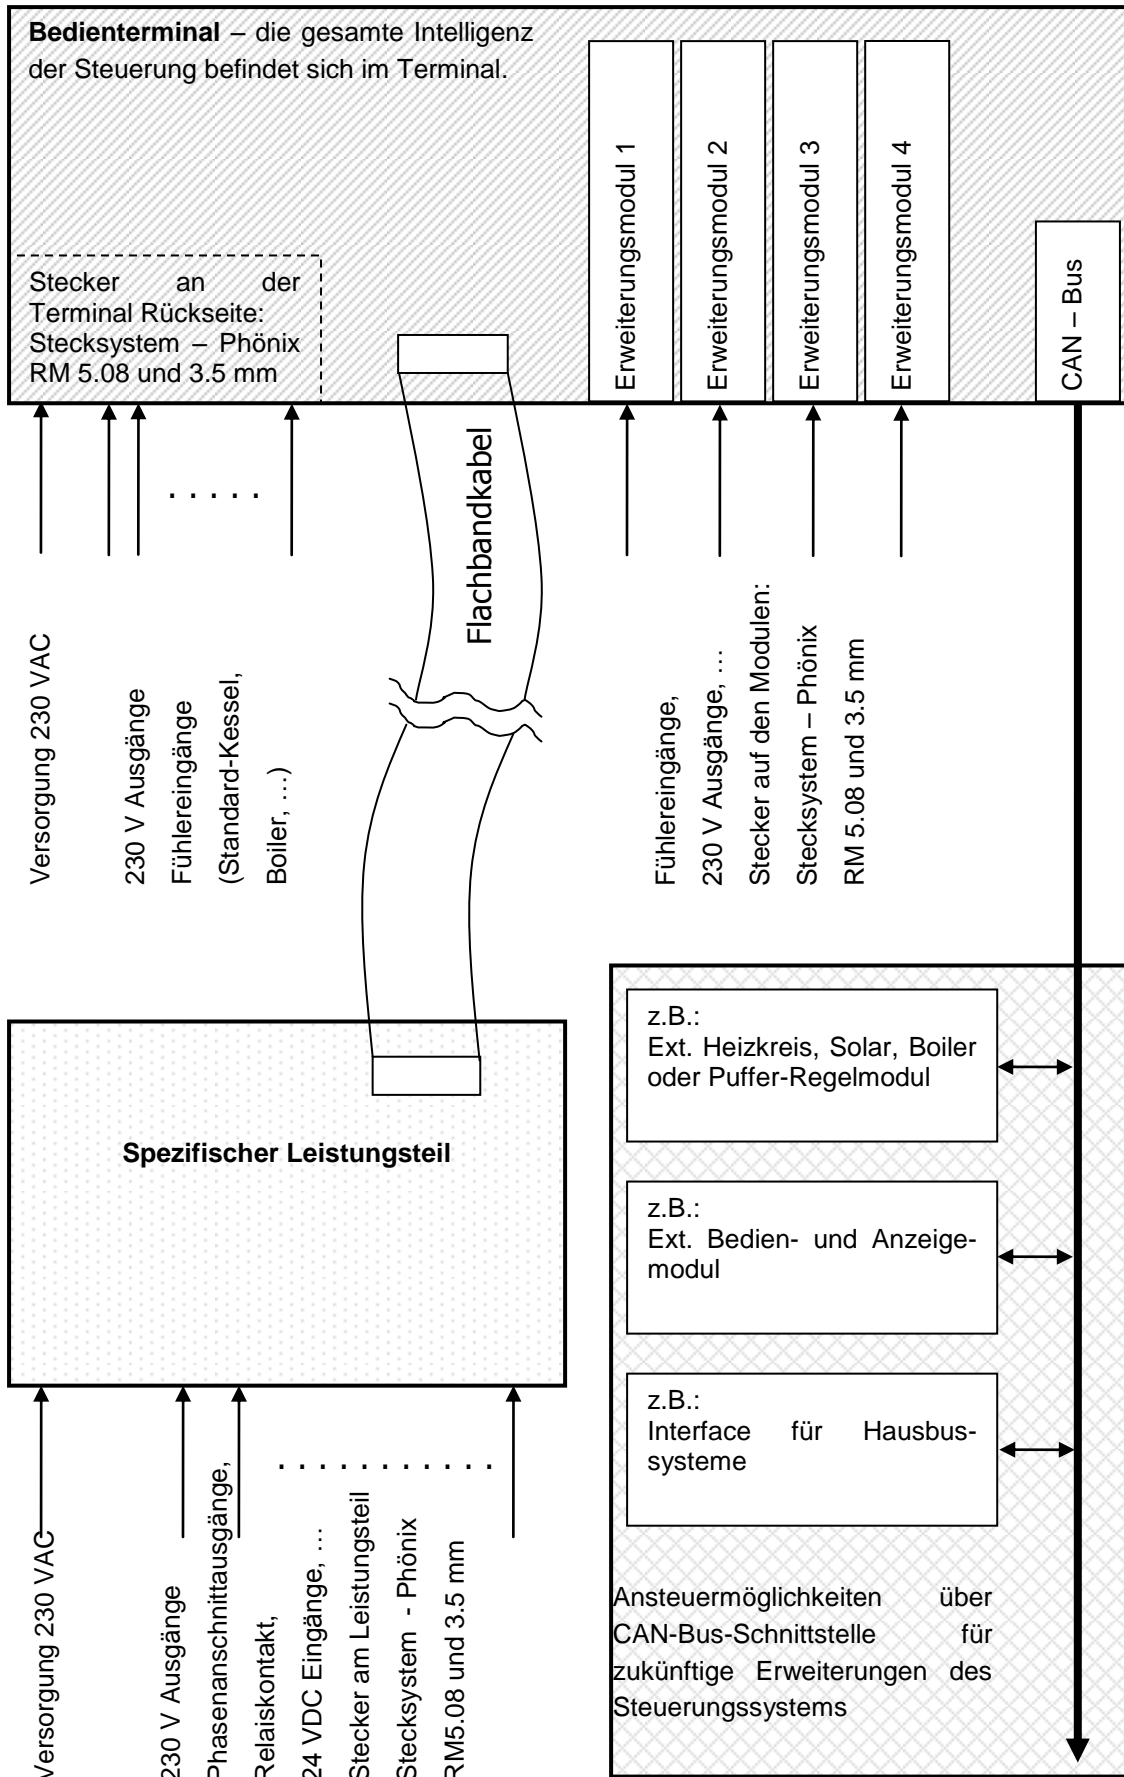 Bedienterminal – die gesamte Intelligenz
der Steuerung befindet sich im Terminal.
Erweiterungsmodul 1
Erweiterungsmodul 2
Erweiterungsmodul 3
Erweiterungsmodul 4
CAN – Bus
Stecker an der
Terminal Rückseite:
Stecksystem – Phönix
RM 5.08 und 3.5 mm
. . . . .
Flachbandkabel
Versorgung 230 VAC
230 V Ausgänge
Fühlereingänge
(Standard-Kessel,
Boiler, …)
Fühlereingänge,
230 V Ausgänge, …
Stecker auf den Modulen:
Stecksystem – Phönix
RM 5.08 und 3.5 mm
z.B.:
Ext. Heizkreis, Solar, Boiler
oder Puffer-Regelmodul
Spezifischer Leistungsteil
z.B.:
Ext. Bedien- und Anzeige-
modul
z.B.:
Interface für Hausbus-
systeme
. . . . . . . . . . .
Versorgung 230 VAC
230 V Ausgänge
Phasenanschnittausgänge,
Relaiskontakt,
24 VDC Eingänge, …
Stecker am Leistungsteil
Stecksystem - Phönix
RM5.08 und 3.5 mm
Ansteuermöglichkeiten über
CAN-Bus-Schnittstelle für
zukünftige Erweiterungen des
Steuerungssystems